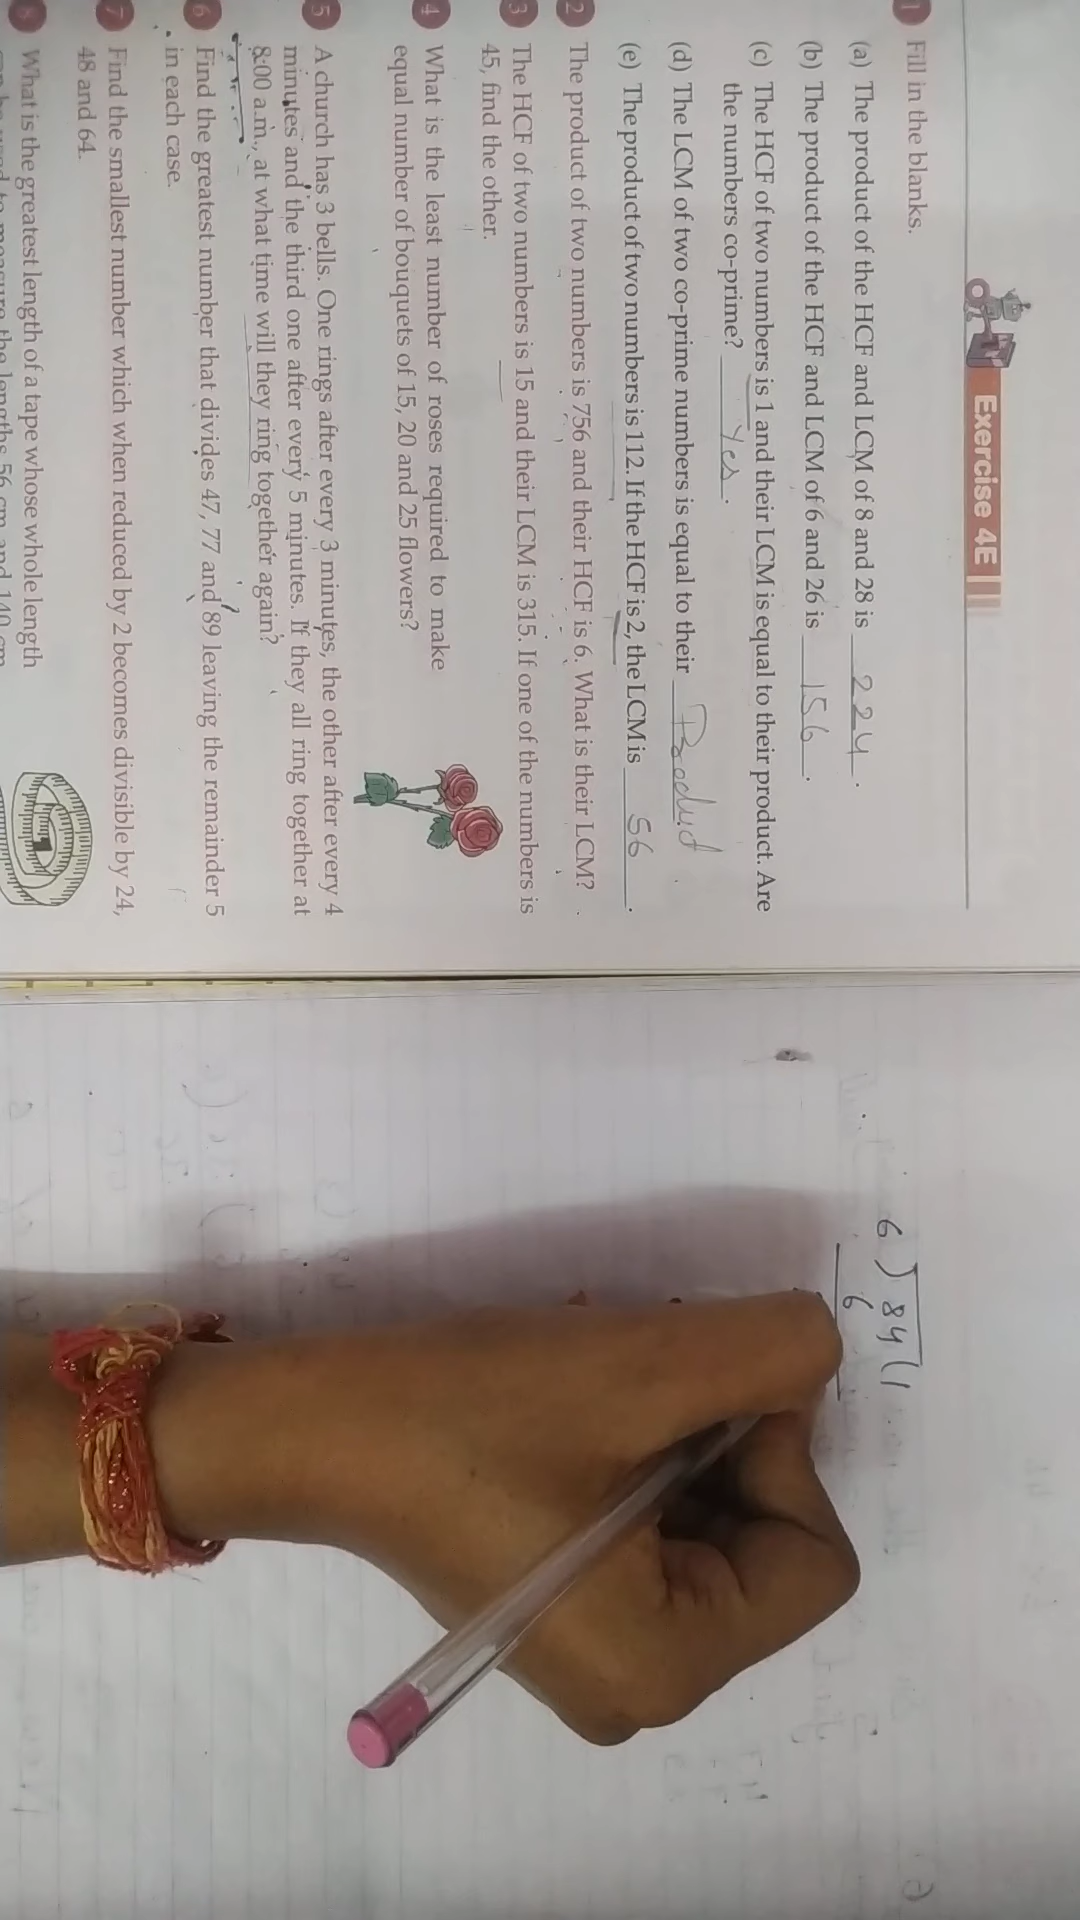 Exercise 4E
1 Fill in the blanks.
(a) The product of the HCF and LCM of 8 and 28 is 224.
(b) The product of the HCF and LCM of 6 and 26 is 156.
(c) The HCF of two numbers is 1 and their LCM is equal to their product. Are
the numbers co-prime? Yes.
(d) The LCM of two co-prime numbers is equal to their Product
(e) The product of two numbers is 112. If the HCF is 2, the LCM is 56.
2 The product of two numbers is 756 and their HCF is 6. What is their LCM?
3 The HCF of two numbers is 15 and their LCM is 315. If one of the numbers is
45, find the other.
4 What is the least number of roses required to make
equal number of bouquets of 15, 20 and 25 flowers?
5 A church has 3 bells. One rings after every 3 minutes, the other after every 4
minutes and the third one after every 5 minutes. If they all ring together at
8:00 a.m., at what time will they ring together again?
6 Find the greatest number that divides 47, 77 and 89 leaving the remainder 5
in each case.
7 Find the smallest number which when reduced by 2 becomes divisible by 24,
48 and 64.
8 What is the greatest length of a tape whose whole length
the lengths 56 cm and 140 cm
6)84(1
6